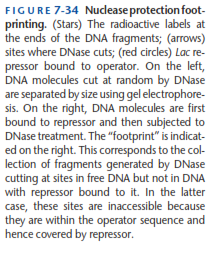 FIGURE 7-34 Nuclease protection foot-
printing. (Stars) The radioactive labels at
the ends of the DNA fragments; (arrows)
sites where DNase cuts; (red circles) Lac re-
pressor bound to operator. On the left,
DNA molecules cut at random by DNase
are separated by size using gel electrophore-
sis. On the right, DNA molecules are first
bound to repressor and then subjected to
DNase treatment. The “footprint” is indicat-
ed on the right. This corresponds to the col-
lection of fragments generated by DNase
cutting at sites in free DNA but not in DNA
with repressor bound to it. In the latter
case, these sites are inaccessible because
they are within the operator sequence and
hence covered by repressor.